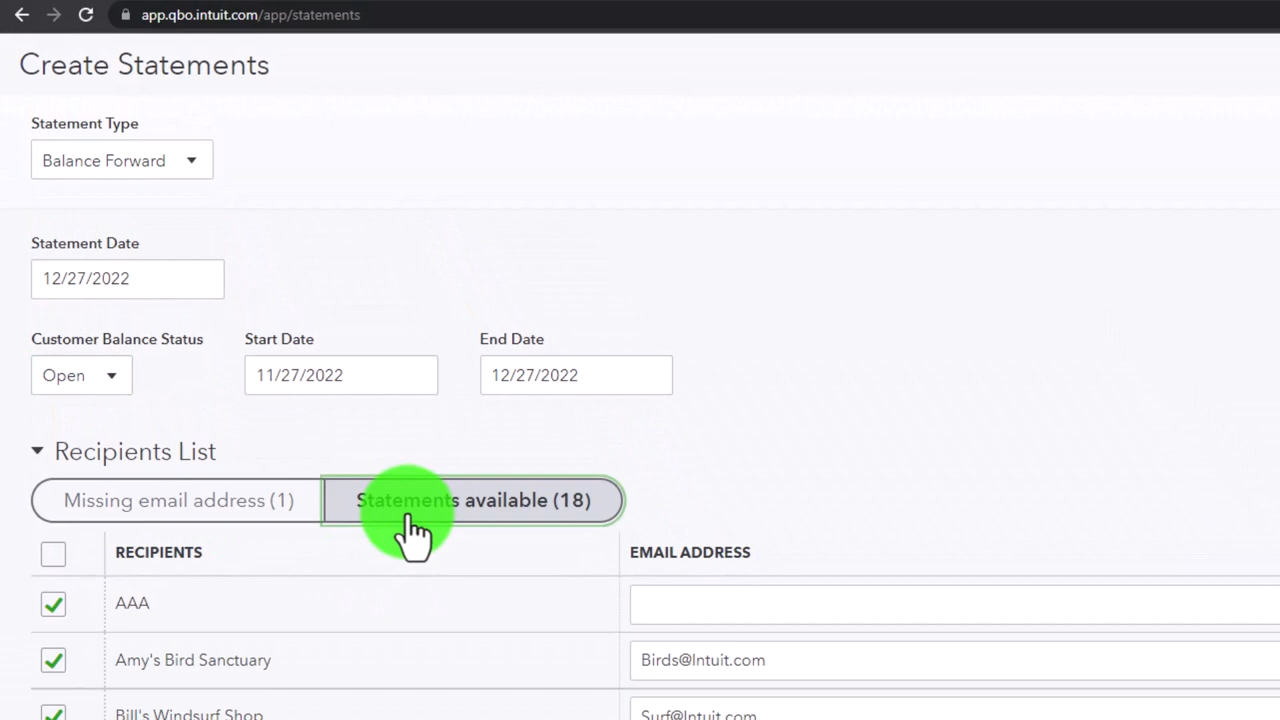 app.qbo.intuit.com/app/statements
Create Statements
Statement Type
Balance Forward
Statement Date
12/27/2022
Customer Balance Status Start Date End Date
Open 11/27/2022 12/27/2022
Recipients List
Missing email address (1) Statements available (18)
RECIPIENTS EMAIL ADDRESS
AAA
Amy's Bird Sanctuary Birds@Intuit.com
Bill's Windsurf Shop Surf@Intuit.com